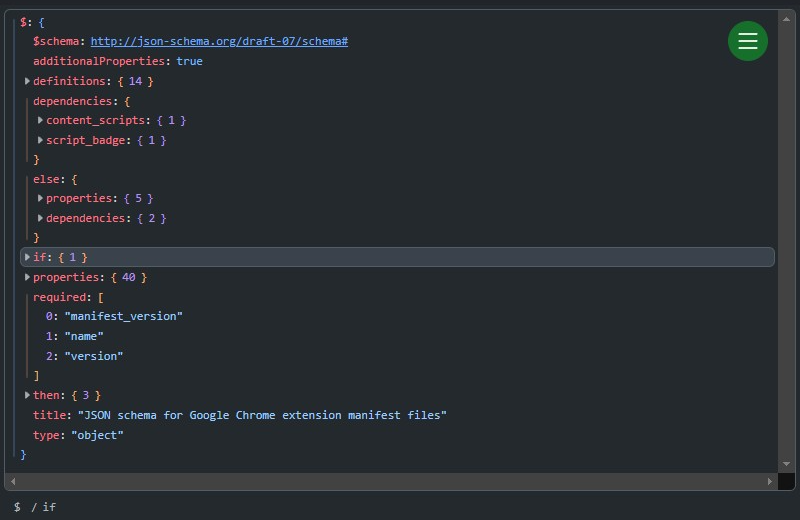 $: {
$schema: http://json-schema.org/draft-07/schema#
additionalProperties: true
definitions: { 14 }
dependencies: {
content_scripts: { 1 }
script_badge: { 1 }
}
else: {
properties: { 5 }
dependencies: { 2 }
}
if: { 1 }
properties: { 40 }
required: [
0: "manifest_version"
1: "name"
2: "version"
]
then: { 3 }
title: "JSON schema for Google Chrome extension manifest files"
type: "object"
}
$ / if